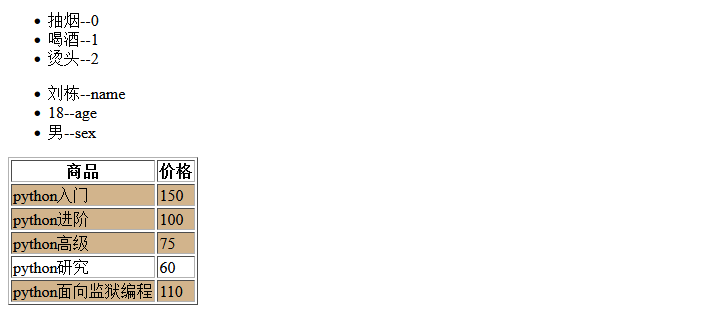 抽烟--0
喝酒--1
烫头--2
刘栋--name
18--age
男--sex
商品 价格
python入门 150
python进阶 100
python高级 75
python研究 60
python面向监狱编程 110